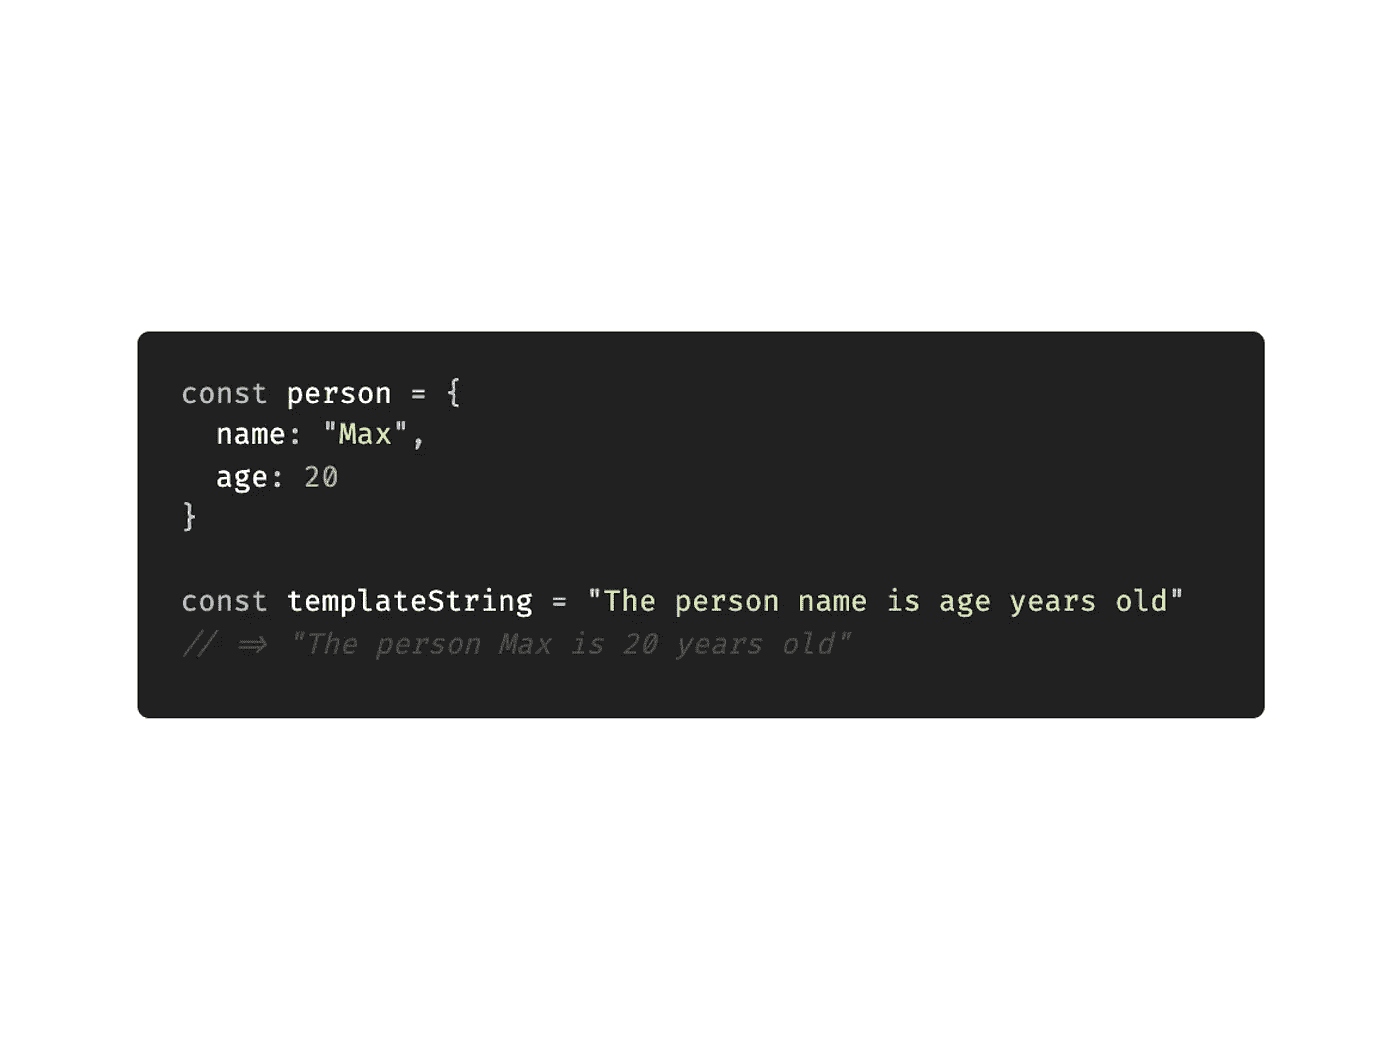 const person = {
  name: "Max",
  age: 20
}
const templateString = "The person name is age years old"
// => "The person Max is 20 years old"